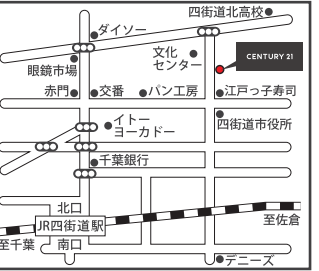 四街道北高校
ダイソー
文化
センター
CENTURY 21
眼鏡市場
赤門
交番
パン工房
江戸っ子寿司
イトー
ヨーカドー
四街道市役所
千葉銀行
北口
JR四街道駅
至佐倉
至千葉
南口
デニーズ